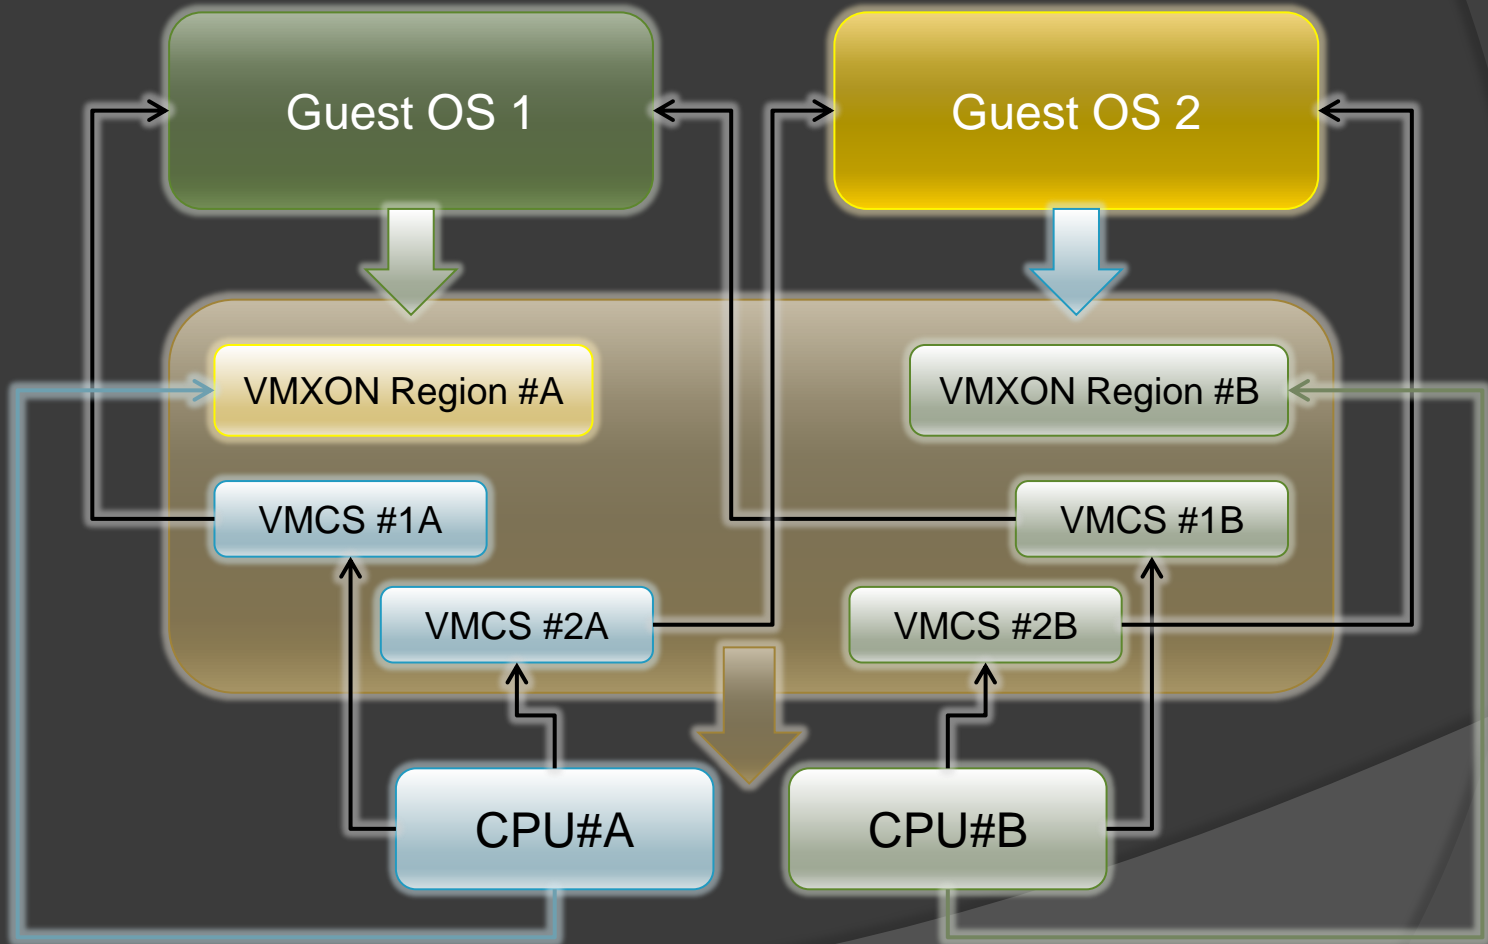 Guest OS 1
Guest OS 2
VMXON Region #A
VMXON Region #B
VMCS #1A
VMCS #1B
VMCS #2A
VMCS #2B
CPU#A
CPU#B